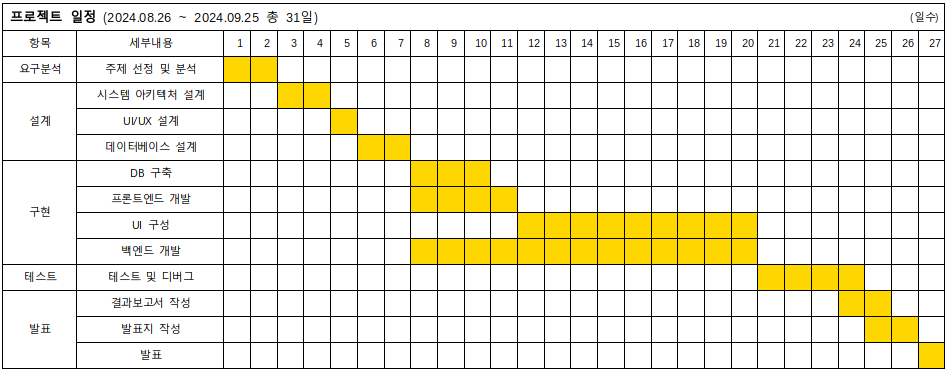 프로젝트 일정 (2024.08.26 ~ 2024.09.25 총 31일) (일수)
항목 세부내용 1 2 3 4 5 6 7 8 9 10 11 12 13 14 15 16 17 18 19 20 21 22 23 24 25 26 27
요구분석 주제 선정 및 분석
시스템 아키텍처 설계
설계 UI/UX 설계
데이터베이스 설계
DB 구축
구현 프론트엔드 개발
UI 구성
백엔드 개발
테스트 테스트 및 디버그
결과보고서 작성
발표 발표지 작성
발표